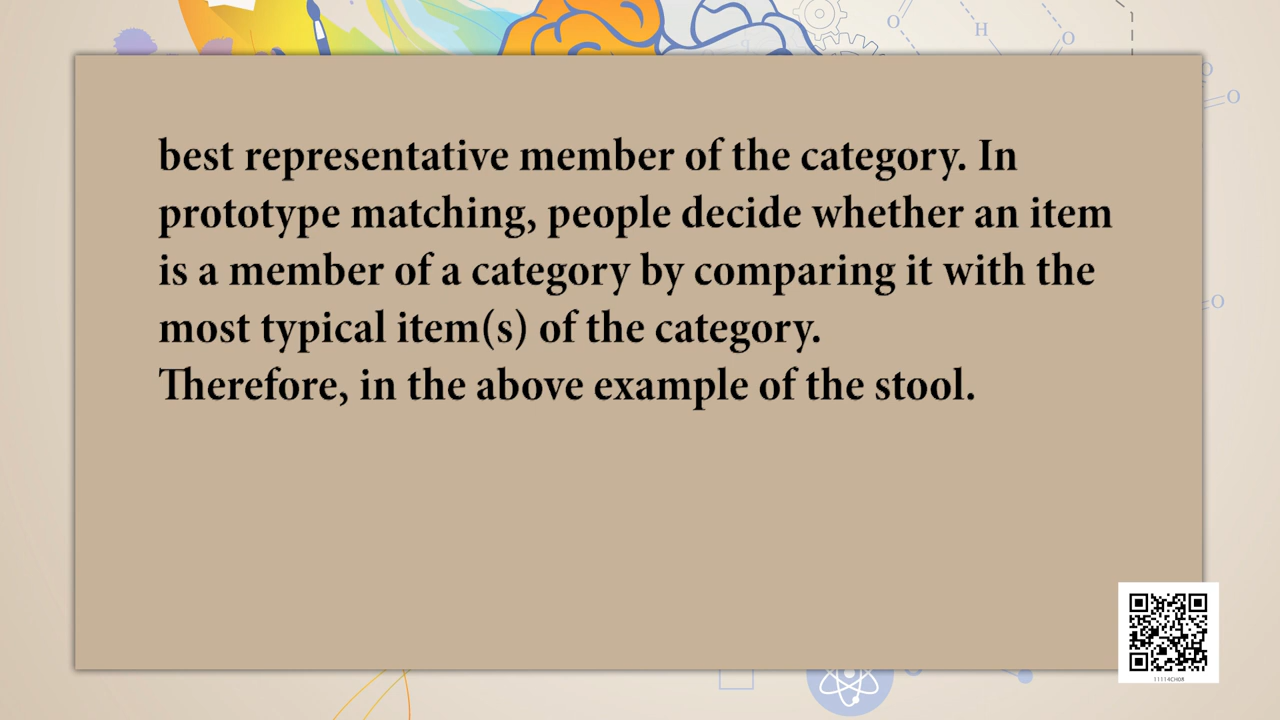 O
H
O
O
O
best representative member of the category. In
prototype matching, people decide whether an item
is a member of a category by comparing it with the
most typical item(s) of the category.
O
Therefore, in the above example of the stool.